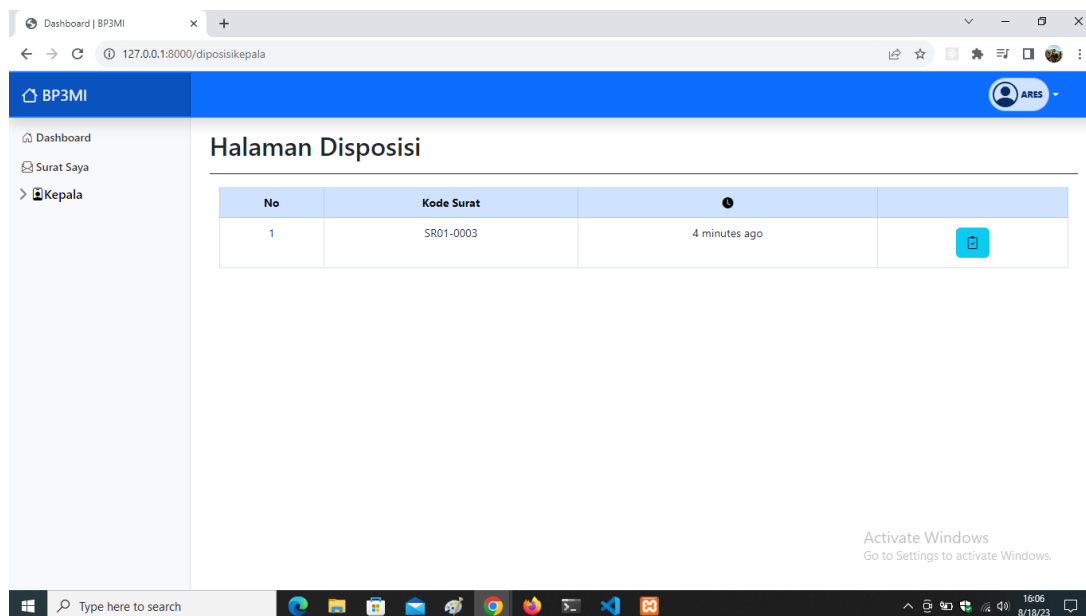 Dashboard | BP3MI
127.0.0.1:8000/diposisikepala
BP3MI
ARES
Dashboard
Surat Saya
Kepala
Halaman Disposisi
No Kode Surat
1 SR01-0003 4 minutes ago
Activate Windows
Go to Settings to activate Windows.
Type here to search
16:06
8/18/23